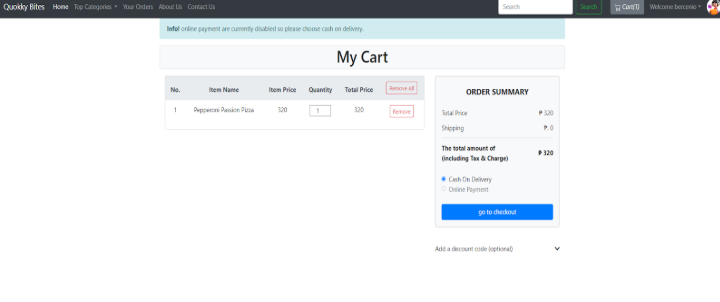 Quokky Bites Home Top Categories Your Orders About Us Contact Us Search Search Cart(1) Welcome bercenio
Info! online payment are currently disabled so please choose cash on delivery.
My Cart
No. Item Name Item Price Quantity Total Price Remove All
1 Pepperoni Passion Pizza 320 1 320 Remove
ORDER SUMMARY
Total Price ₱ 320
Shipping ₱. 0
The total amount of
(including Tax & Charge) ₱ 320
Cash On Delivery
Online Payment
go to checkout
Add a discount code (optional)